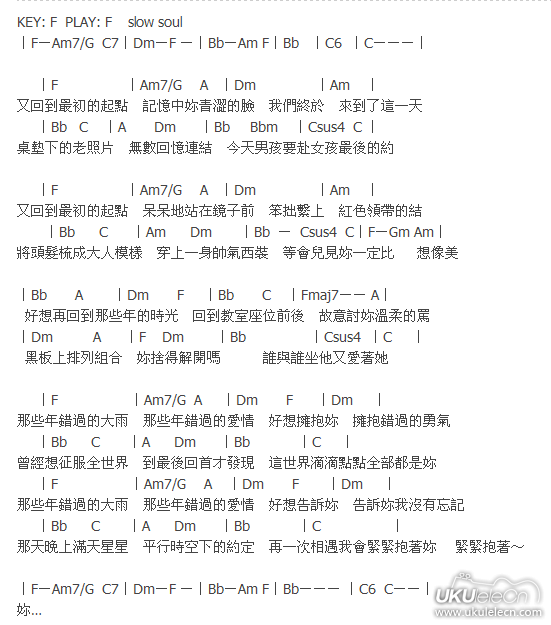 KEY: F PLAY: F slow soul
| F－Am7/G C7 | Dm－F － | Bb－Am F | Bb | C6 | C－－－ |
| F | Am7/G A | Dm | Am |
又回到最初的起點 記憶中妳青澀的臉 我們終於 來到了這一天
| Bb C | A Dm | Bb Bbm | Csus4 C |
桌墊下的老照片 無數回憶連結 今天男孩要赴女孩最後的約
| F | Am7/G A | Dm | Am |
又回到最初的起點 呆呆地站在鏡子前 笨拙繫上 紅色領帶的結
| Bb C | Am Dm | Bb － Csus4 C | F－Gm Am |
將頭髮梳成大人模樣 穿上一身帥氣西裝 等會兒見妳一定比 想像美
| Bb A | Dm F | Bb C | Fmaj7－－ A |
好想再回到那些年的時光 回到教室座位前後 故意討妳溫柔的罵
| Dm A | F Dm | Bb | Csus4 | C |
黑板上排列組合 妳捨得解開嗎 誰與誰坐他又愛著她
| F | Am7/G A | Dm F | Dm |
那些年錯過的大雨 那些年錯過的愛情 好想擁抱妳 擁抱錯過的勇氣
| Bb C | A Dm | Bb | C |
曾經想征服全世界 到最後回首才發現 這世界滴滴點點全部都是妳
| F | Am7/G A | Dm F | Dm |
那些年錯過的大雨 那些年錯過的愛情 好想告訴妳 告訴妳我沒有忘記
| Bb C | A Dm | Bb | C |
那天晚上滿天星星 平行時空下的約定 再一次相遇我會緊緊抱著妳 緊緊抱著～
| F－Am7/G C7 | Dm－F － | Bb－Am F | Bb－－－ | C6 C－－ |
妳...
UKUlelecn
www.ukulelecn.com